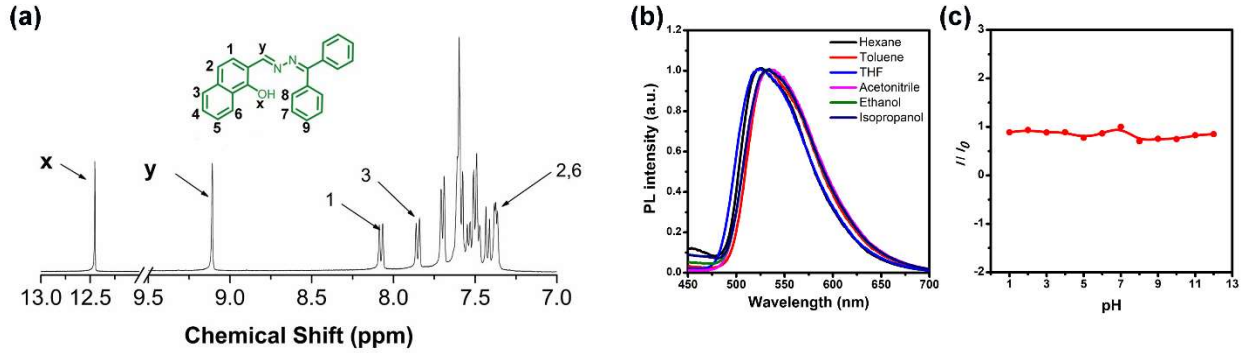 (a)
1
y
2
N
N
3
OH
x
8
4
5
6
7
9
x
y
1
3
2,6
13.0
12.5
9.5
9.0
8.5
8.0
7.5
7.0
Chemical Shift (ppm)
(b)
1.2
1.0
0.8
0.6
0.4
0.2
0.0
PL intensity (a.u.)
Hexane
Toluene
THF
Acetonitrile
Ethanol
Isopropanol
450
500
550
600
650
700
Wavelength (nm)
(c)
3
2
1
0
-1
-2
I / I0
1
3
5
7
9
11
13
pH